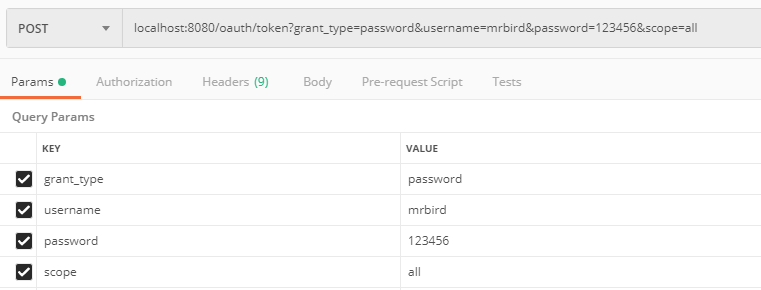 POST localhost:8080/oauth/token?grant_type=password&username=mrbird&password=123456&scope=all
Params Authorization Headers (9) Body Pre-request Script Tests
Query Params
KEY VALUE
grant_type password
username mrbird
password 123456
scope all